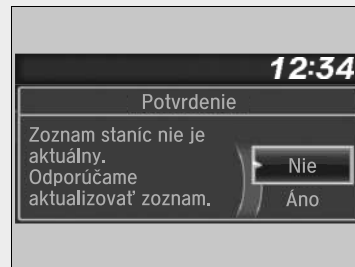 12:34
Potvrdenie
Zoznam staníc nie je
aktuálny.
Odporúčame
aktualizovať zoznam.
Nie
Áno